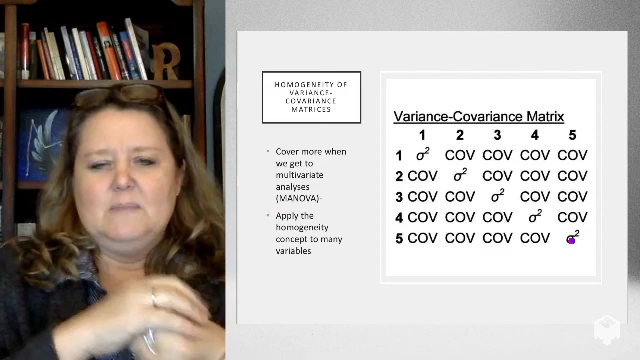 HOMOGENEITY OF
VARIANCE-
COVARIANCE
MATRICES
• Cover more when
we get to
multivariate
analyses
(MANOVA)-
• Apply the
homogeneity
concept to many
variables
Variance-Covariance Matrix
1 2 3 4 5
1 σ² COV COV COV COV
2 COV σ² COV COV COV
3 COV COV σ² COV COV
4 COV COV COV σ² COV
5 COV COV COV COV σ²
R